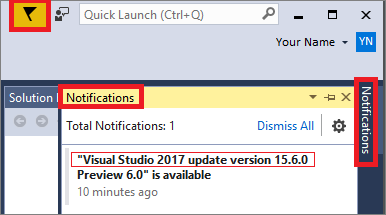 Quick Launch (Ctrl+Q)
Your Name
YN
Solution
Notifications
Total Notifications: 1
Dismiss All
"Visual Studio 2017 update version 15.6.0
Preview 6.0" is available
10 minutes ago
Notifications